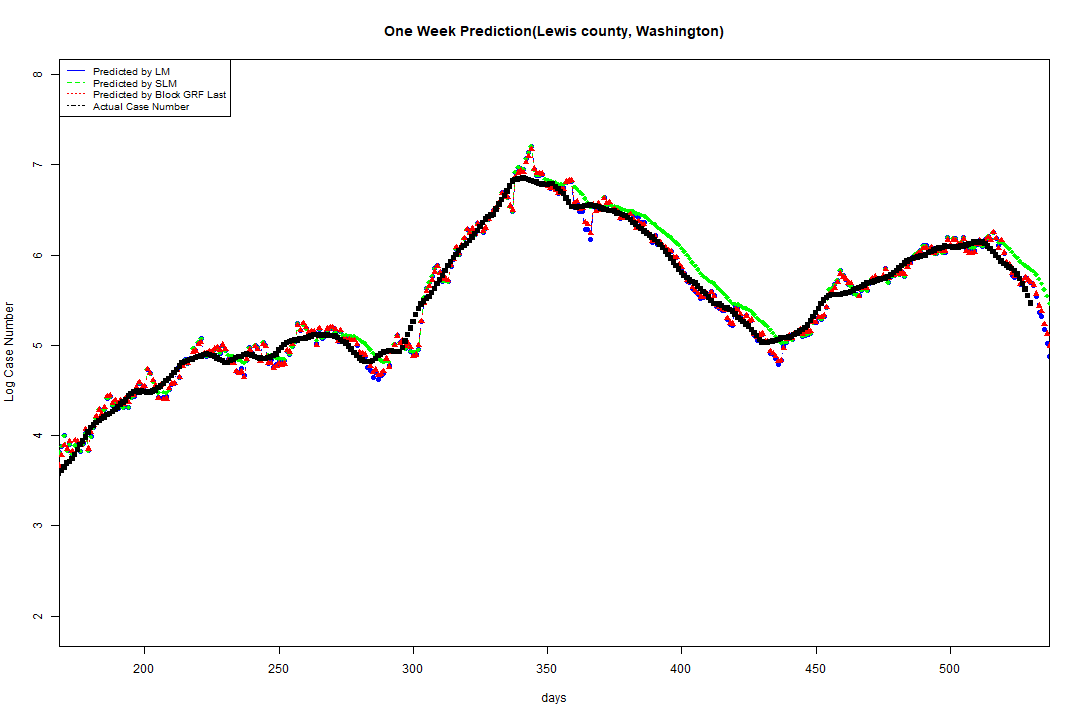 One Week Prediction(Lewis county, Washington)
Predicted by LM
Predicted by SLM
Predicted by Block GRF Last
Actual Case Number
8
7
6
5
4
3
2
Log Case Number
200 250 300 350 400 450 500
days